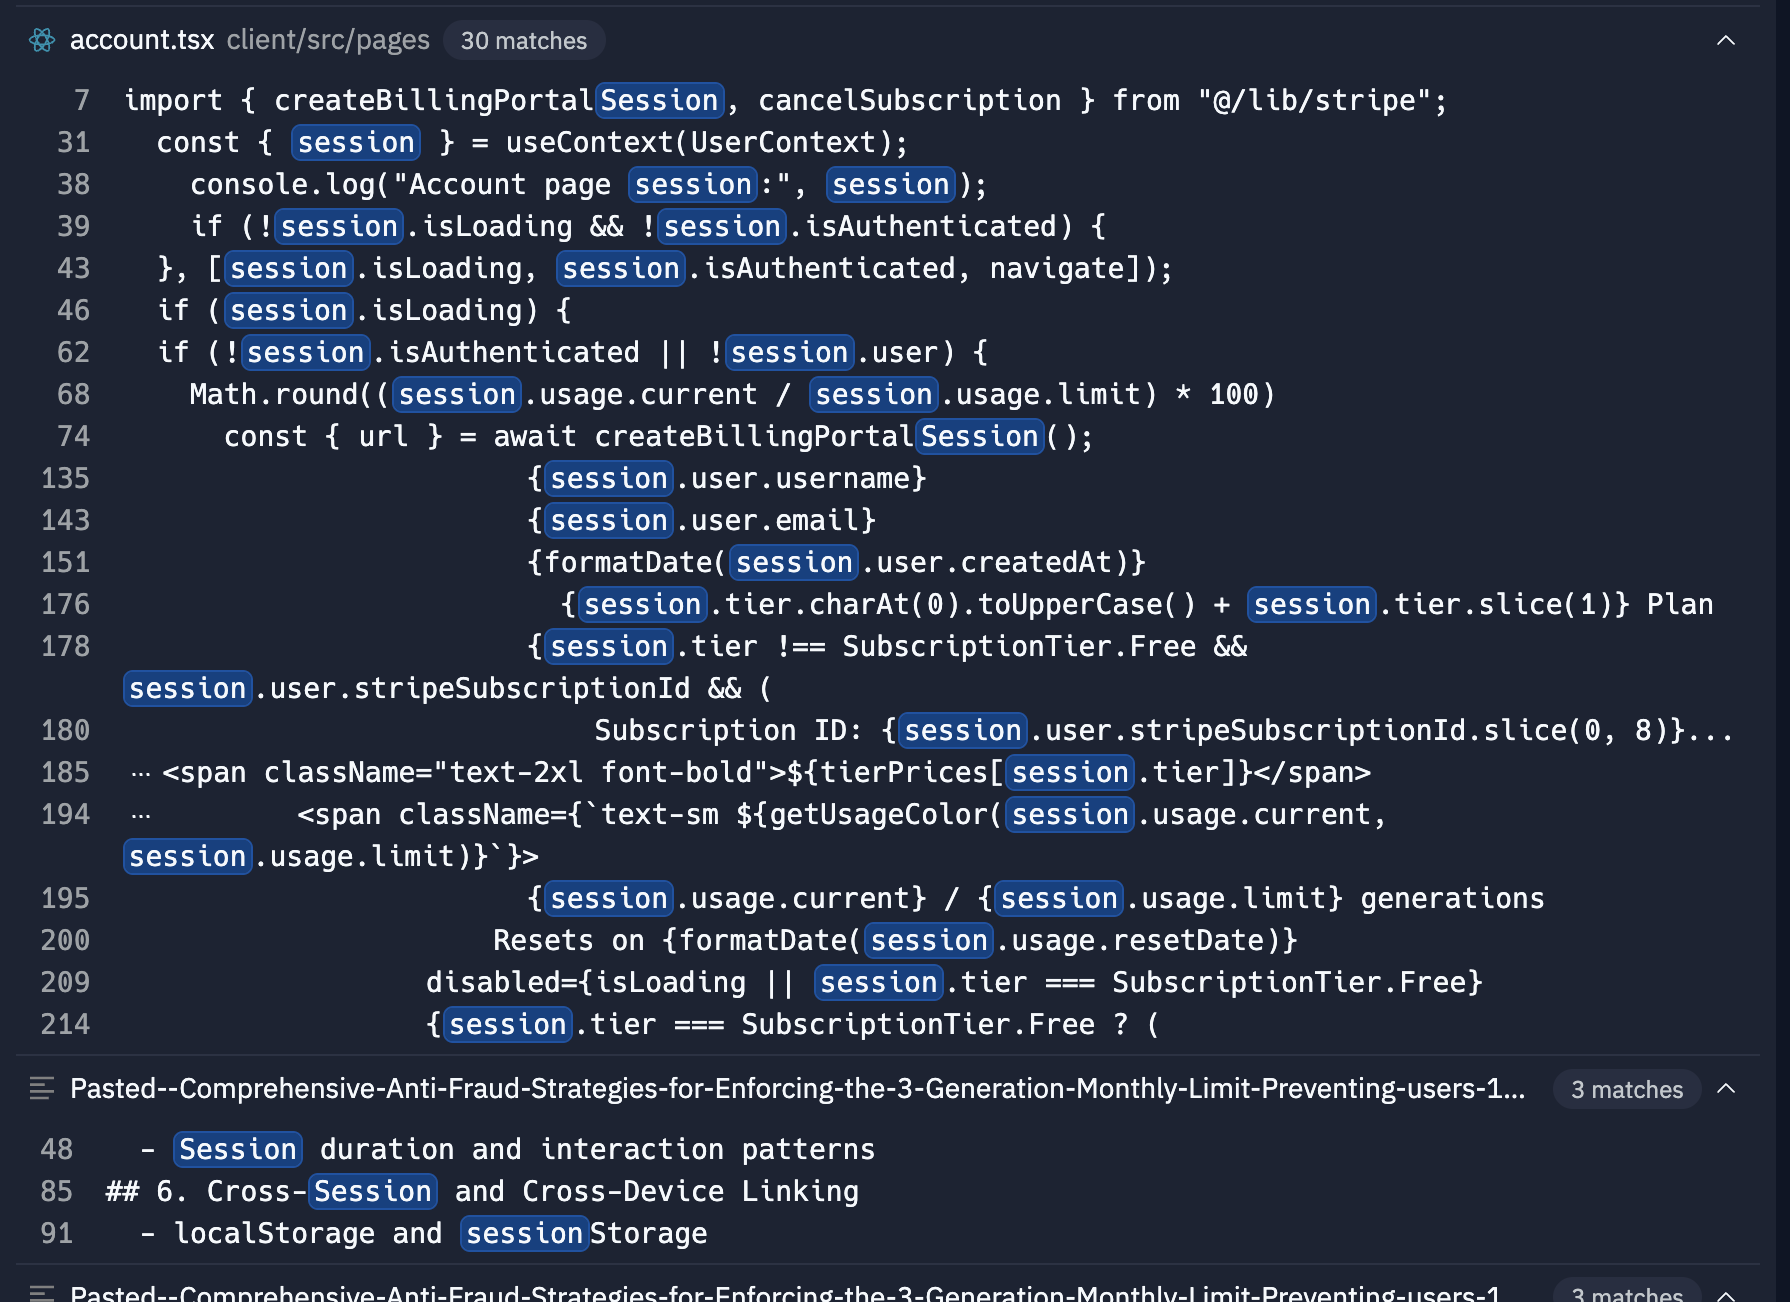 account.tsx client/src/pages 30 matches
7 import { createBillingPortalSession, cancelSubscription } from "@/lib/stripe";
31 const { session } = useContext(UserContext);
38 console.log("Account page session:", session);
39 if (!session.isLoading && !session.isAuthenticated) {
43 }, [session.isLoading, session.isAuthenticated, navigate]);
46 if (session.isLoading) {
62 if (!session.isAuthenticated || !session.user) {
68 Math.round((session.usage.current / session.usage.limit) * 100)
74 const { url } = await createBillingPortalSession();
135 {session.user.username}
143 {session.user.email}
151 {formatDate(session.user.createdAt)}
176 {session.tier.charAt(0).toUpperCase() + session.tier.slice(1)} Plan
178 {session.tier !== SubscriptionTier.Free &&
session.user.stripeSubscriptionId && (
180 Subscription ID: {session.user.stripeSubscriptionId.slice(0, 8)}...
185 ... <span className="text-2xl font-bold">${tierPrices[session.tier]}</span>
194 ... <span className={`text-sm ${getUsageColor(session.usage.current,
session.usage.limit)}`}>
195 {session.usage.current} / {session.usage.limit} generations
200 Resets on {formatDate(session.usage.resetDate)}
209 disabled={isLoading || session.tier === SubscriptionTier.Free}
214 {session.tier === SubscriptionTier.Free ? (
Pasted--Comprehensive-Anti-Fraud-Strategies-for-Enforcing-the-3-Generation-Monthly-Limit-Preventing-users-1... 3 matches
48 - Session duration and interaction patterns
85 ## 6. Cross-Session and Cross-Device Linking
91 - localStorage and sessionStorage
Pasted--Comprehensive-Anti-Fraud-Strategies-for-Enforcing-the-3-Generation-Monthly-Limit-Preventing-users-1... 3 matches